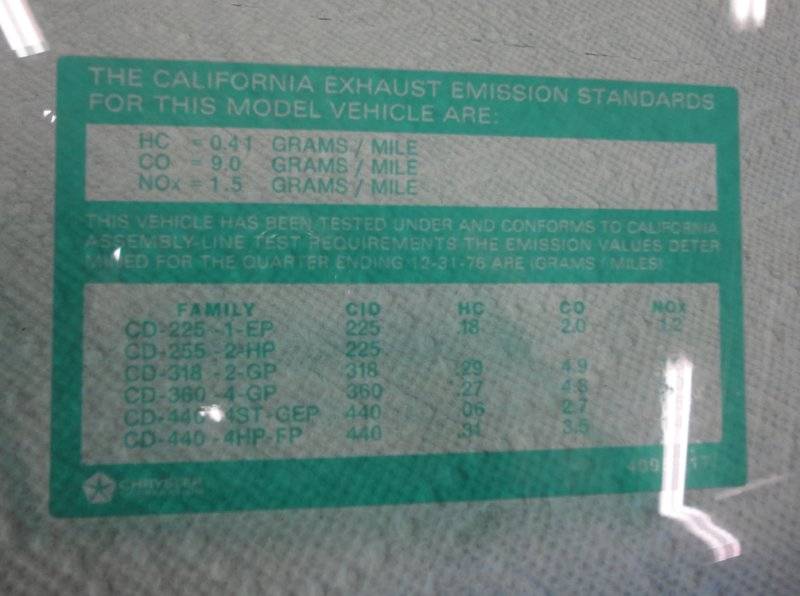 THE CALIFORNIA EXHAUST EMISSION STANDARDS
FOR THIS MODEL VEHICLE ARE:
HC = 0.41 GRAMS / MILE
CO = 9.0 GRAMS / MILE
NOx = 1.5 GRAMS / MILE
THIS VEHICLE HAS BEEN TESTED UNDER AND CONFORMS TO CALIFORNIA
ASSEMBLY-LINE TEST REQUIREMENTS THE EMISSION VALUES DETER
MINED FOR THE QUARTER ENDING 12-31-76 ARE (GRAMS / MILES)
FAMILY CID HC CO NOX
CD-225 -1-EP 225 .18 2.0 1.2
CD-255 -2-HP 225
CD-318 -2-GP 318 .29 4.9
CD-360 -4-GP 360 .27 4.8
CD-440 -4ST-GEP 440 .06 2.7
CD-440 -4HP-FP 440 .31 3.5
CHRYSLER